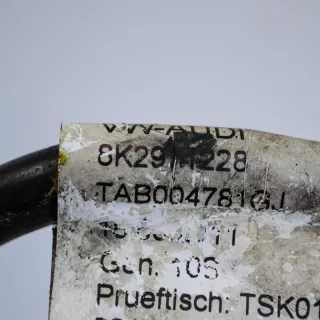 VW-AUDI
8K2971228
TAB004781GJ
Gen. 10S
Prueftisch: TSK01